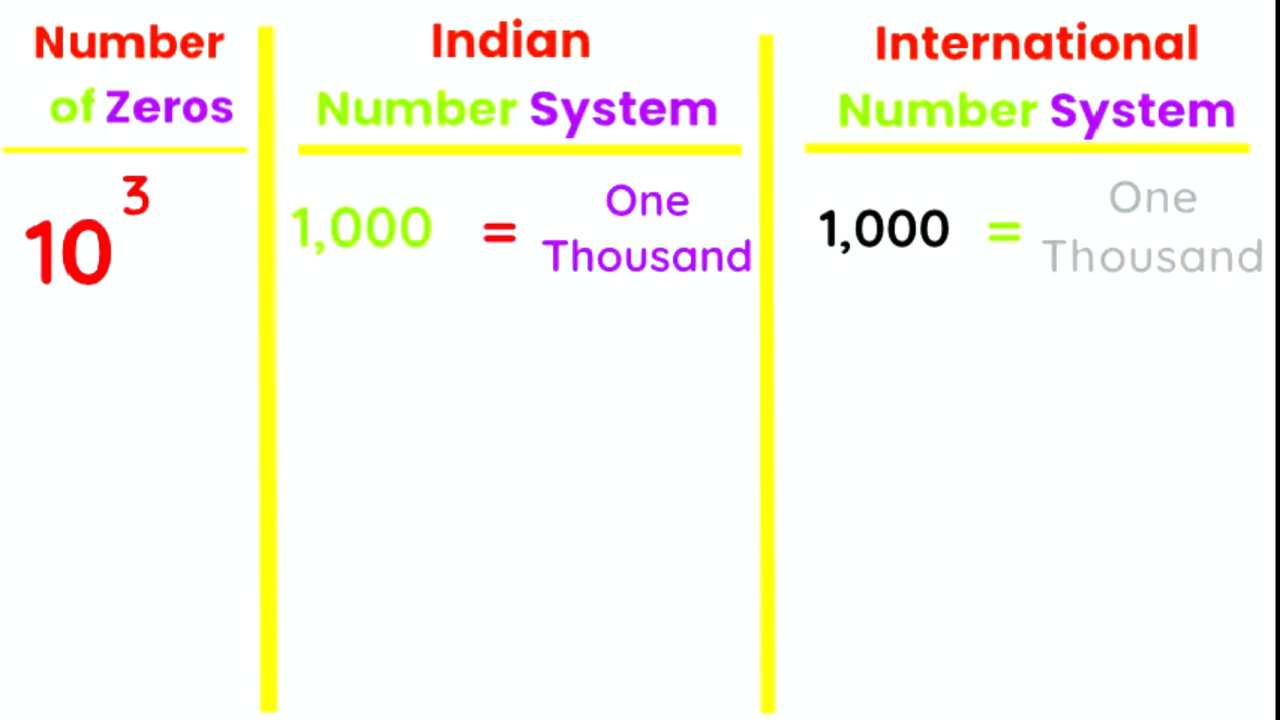 Number
of Zeros
Indian
Number System
International
Number System
10³
1,000 = One
Thousand
1,000 = One
Thousand